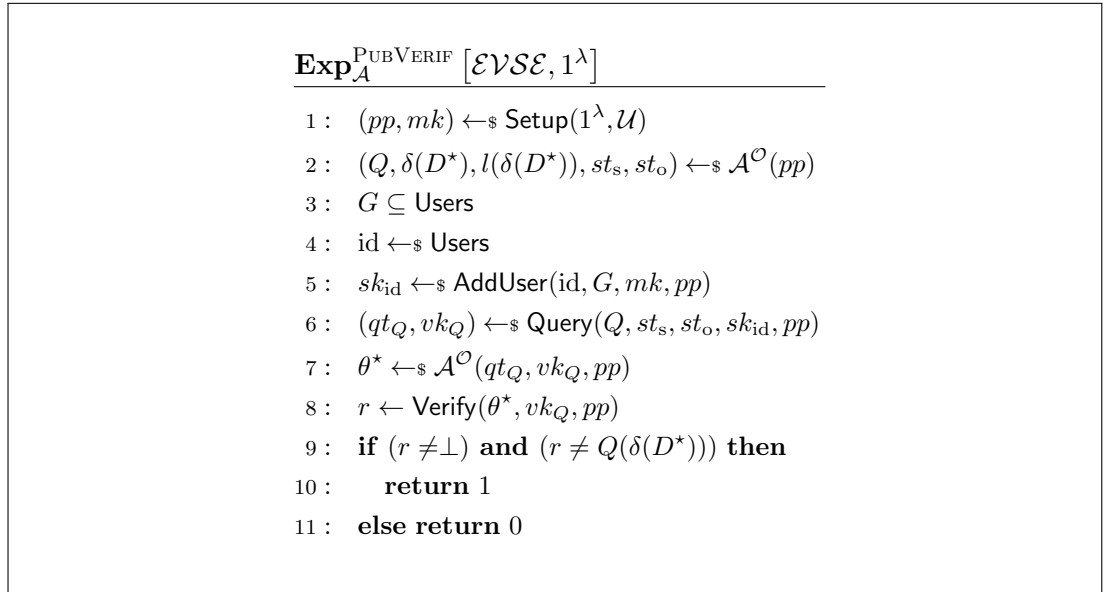 Exp_A^PubVerif [EVSE, 1^λ]
1 : (pp, mk) ←$ Setup(1^λ, U)
2 : (Q, δ(D⋆), l(δ(D⋆)), st_s, st_o) ←$ A^O(pp)
3 : G ⊆ Users
4 : id ←$ Users
5 : sk_id ←$ AddUser(id, G, mk, pp)
6 : (qt_Q, vk_Q) ←$ Query(Q, st_s, st_o, sk_id, pp)
7 : θ⋆ ←$ A^O(qt_Q, vk_Q, pp)
8 : r ← Verify(θ⋆, vk_Q, pp)
9 : if (r ≠⊥) and (r ≠ Q(δ(D⋆))) then
10 : return 1
11 : else return 0